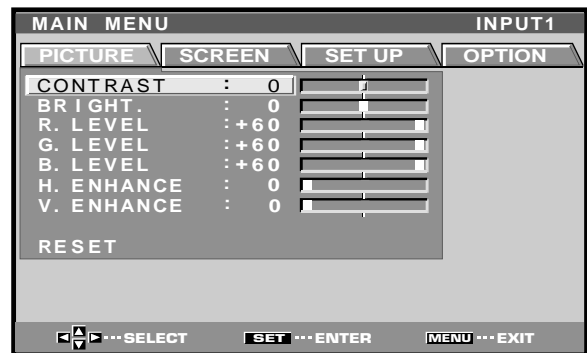 MAIN MENU INPUT1
PICTURE SCREEN SET UP OPTION
CONTRAST : 0
BRIGHT. : 0
R. LEVEL :+60
G. LEVEL :+60
B. LEVEL :+60
H. ENHANCE : 0
V. ENHANCE : 0
RESET
SELECT SET ENTER MENU EXIT